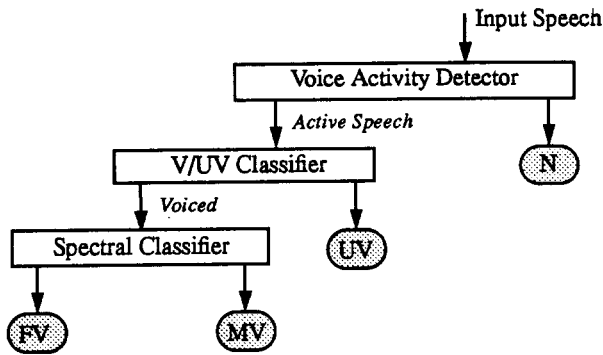 Input Speech
Voice Activity Detector
Active Speech
N
V/UV Classifier
Voiced
UV
Spectral Classifier
FV
MV